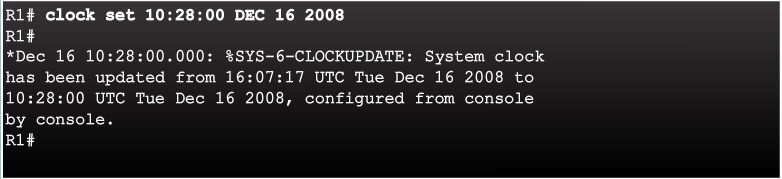 R1# clock set 10:28:00 DEC 16 2008
R1#
*Dec 16 10:28:00.000: %SYS-6-CLOCKUPDATE: System clock
has been updated from 16:07:17 UTC Tue Dec 16 2008 to
10:28:00 UTC Tue Dec 16 2008, configured from console
by console.
R1#